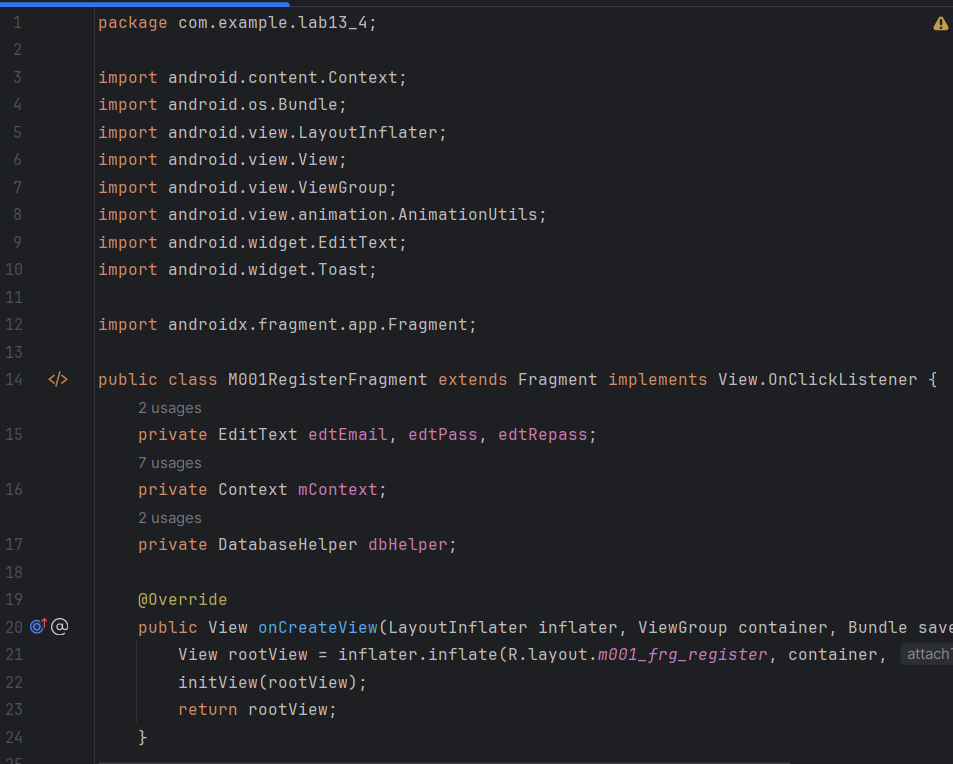 1 package com.example.lab13_4;
2
3 import android.content.Context;
4 import android.os.Bundle;
5 import android.view.LayoutInflater;
6 import android.view.View;
7 import android.view.ViewGroup;
8 import android.view.animation.AnimationUtils;
9 import android.widget.EditText;
10 import android.widget.Toast;
11
12 import androidx.fragment.app.Fragment;
13
14 </> public class M001RegisterFragment extends Fragment implements View.OnClickListener {
2 usages
15 private EditText edtEmail, edtPass, edtRepass;
7 usages
16 private Context mContext;
2 usages
17 private DatabaseHelper dbHelper;
18
19 @Override
20 @ public View onCreateView(LayoutInflater inflater, ViewGroup container, Bundle save
21 View rootView = inflater.inflate(R.layout.m001_frg_register, container, attach
22 initView(rootView);
23 return rootView;
24 }
25